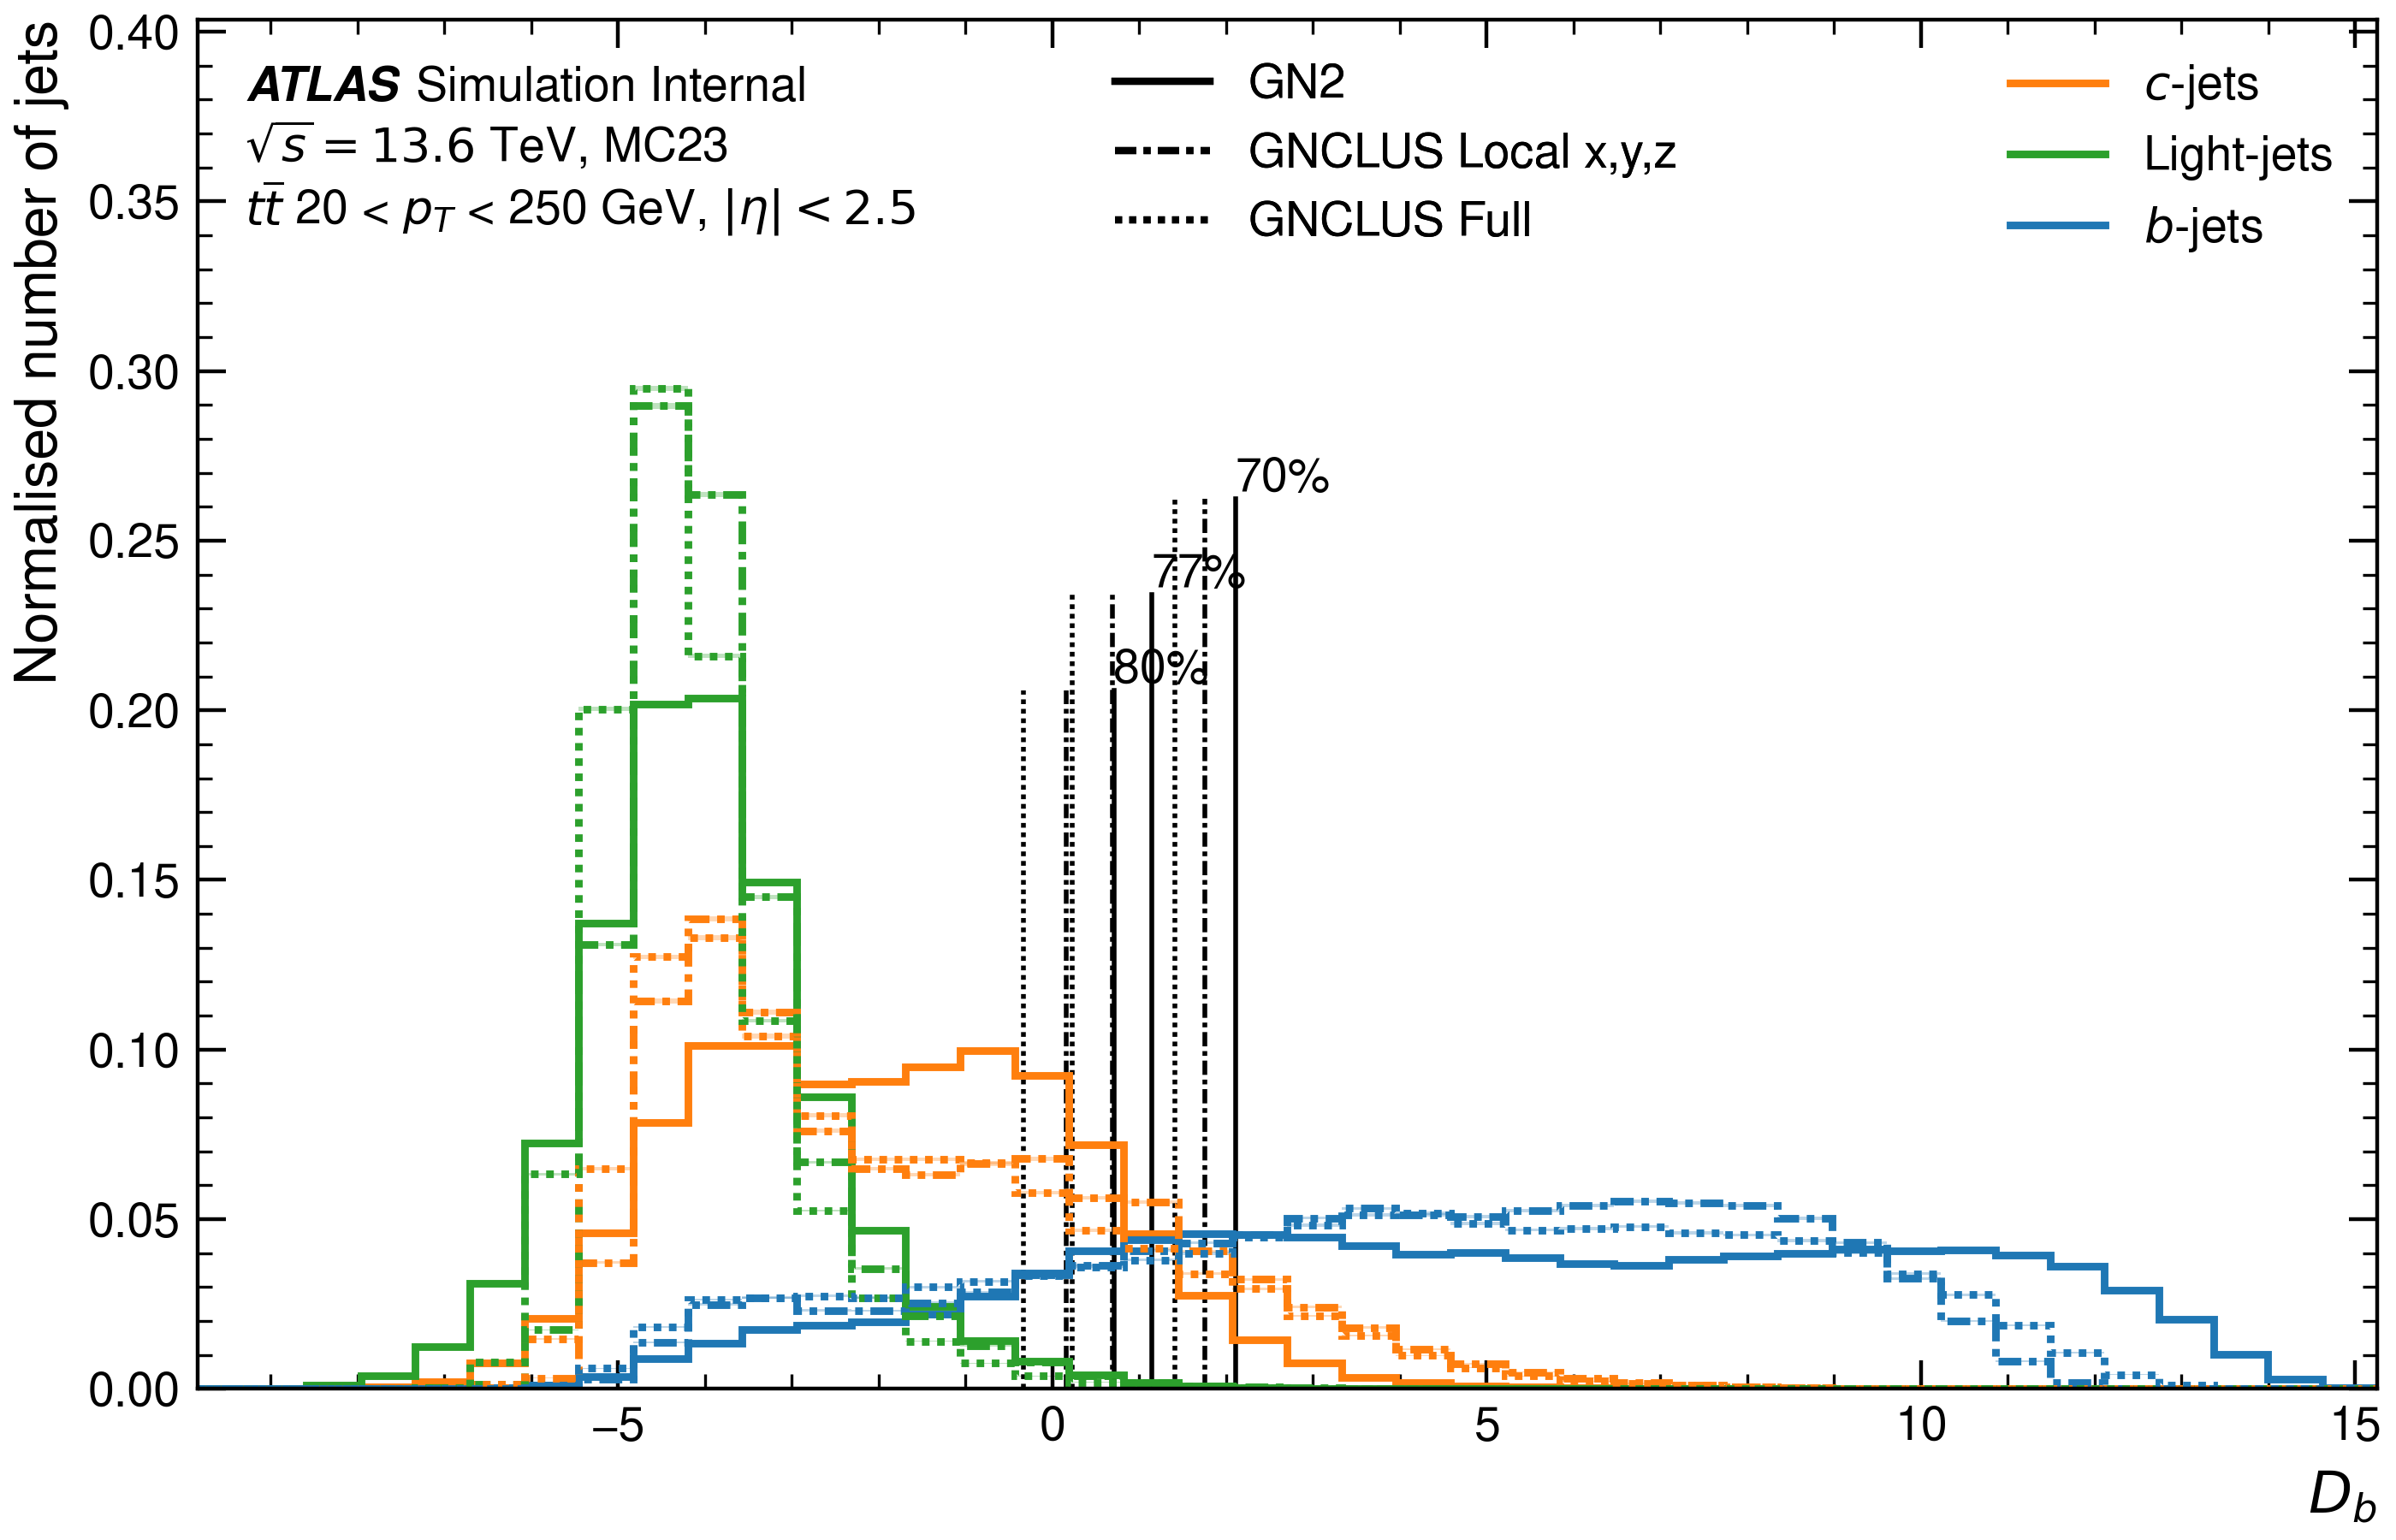 Normalised number of jets
0.40
0.35
0.30
0.25
0.20
0.15
0.10
0.05
0.00
ATLAS Simulation Internal
√s = 13.6 TeV, MC23
tt̄ 20 < p_T < 250 GeV, |η| < 2.5
GN2
GNCLUS Local x,y,z
GNCLUS Full
c-jets
Light-jets
b-jets
70%
77%
80%
−5
0
5
10
15
D_b